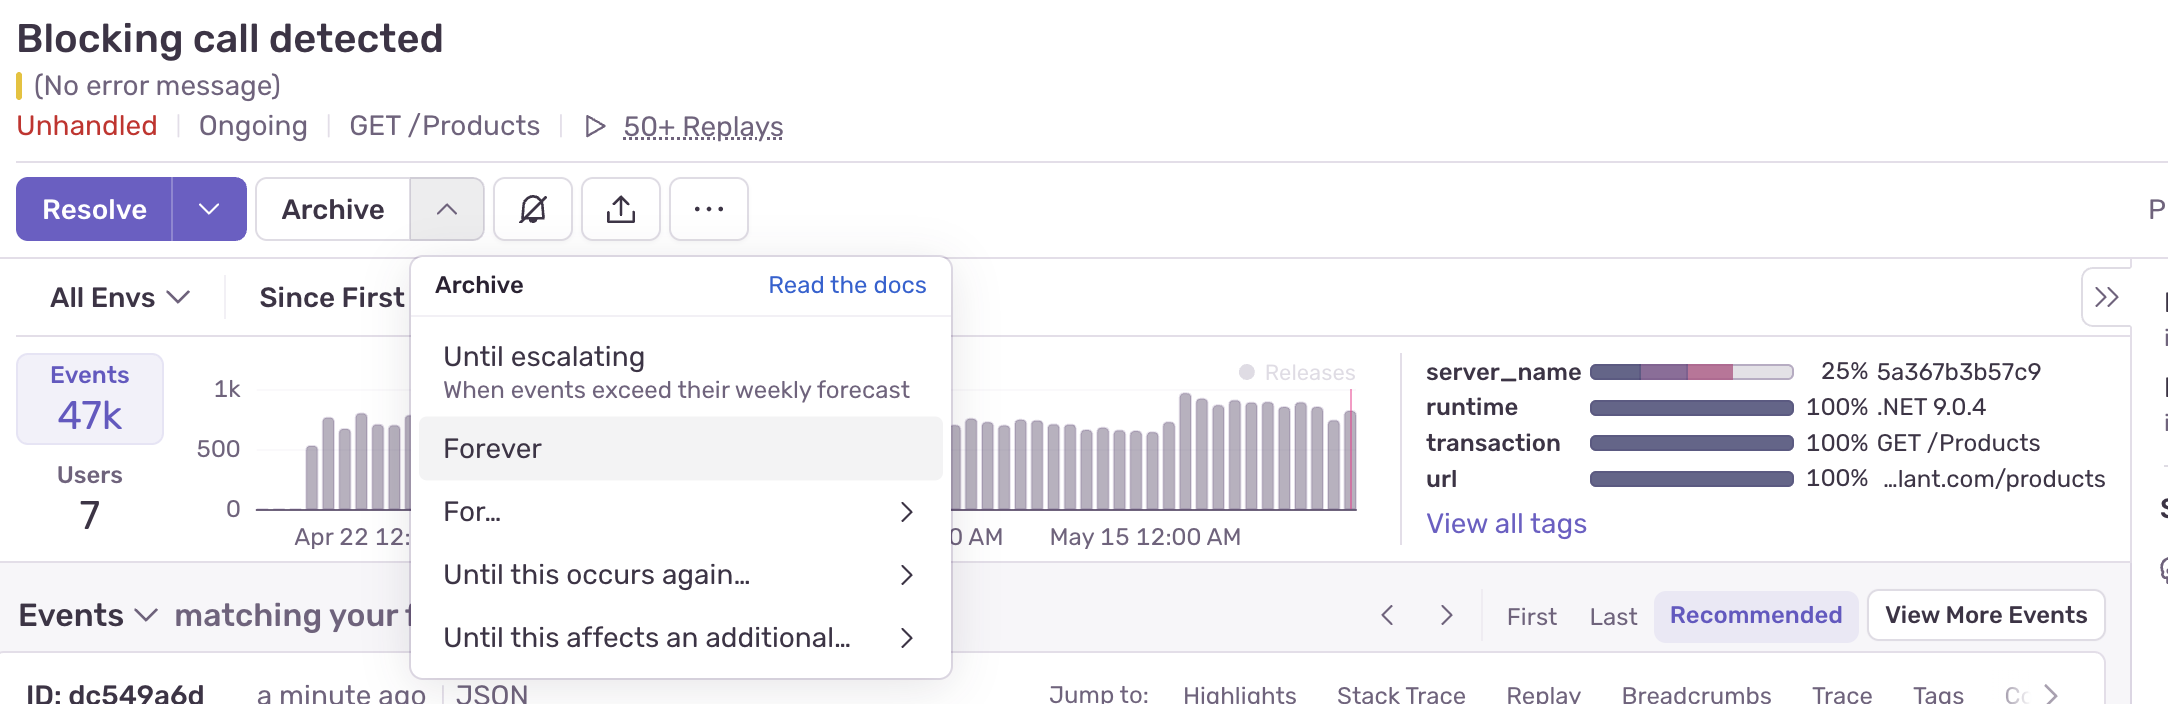 Blocking call detected
(No error message)
Unhandled Ongoing GET /Products 50+ Replays
Resolve Archive
All Envs Since First
Archive Read the docs
Until escalating
When events exceed their weekly forecast
Forever
For...
Until this occurs again...
Until this affects an additional...
Events
47k
Users
7
1k
500
0
Releases
Apr 22 12: 0 AM May 15 12:00 AM
server_name 25% 5a367b3b57c9
runtime 100% .NET 9.0.4
transaction 100% GET /Products
url 100% ...lant.com/products
View all tags
Events matching your First Last Recommended View More Events
ID: dc549a6d a minute ago JSON Jump to: Highlights Stack Trace Replay Breadcrumbs Trace Tags